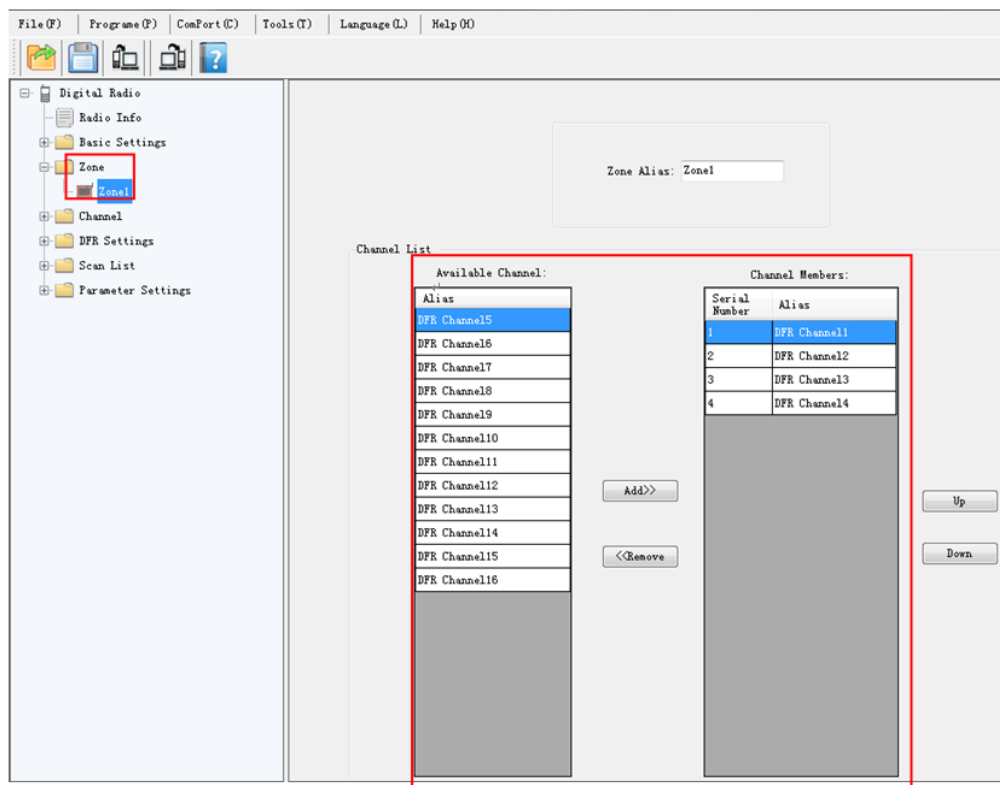 File(F) Programe(P) ComPort(C) Tools(T) Language(L) Help(H)
?
Digital Radio
Radio Info
Basic Settings
Zone
Zone1
Channel
DFR Settings
Scan List
Parameter Settings
Zone Alias: Zone1
Channel List
Available Channel:
Alias
DFR Channel5
DFR Channel6
DFR Channel7
DFR Channel8
DFR Channel9
DFR Channel10
DFR Channel11
DFR Channel12
DFR Channel13
DFR Channel14
DFR Channel15
DFR Channel16
Add>>
<<Remove
Channel Members:
Serial Number Alias
1 DFR Channel1
2 DFR Channel2
3 DFR Channel3
4 DFR Channel4
Up
Down